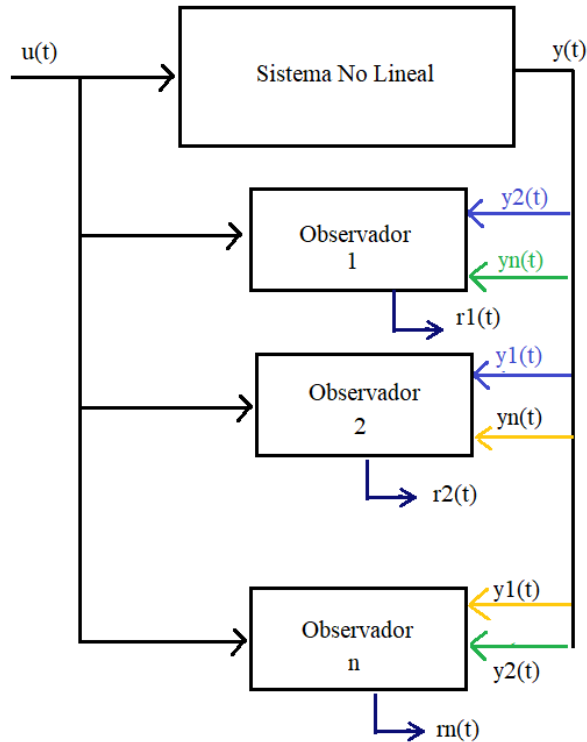 u(t)
Sistema No Lineal
y(t)
y2(t)
Observador
1
yn(t)
r1(t)
y1(t)
Observador
2
yn(t)
r2(t)
y1(t)
Observador
n
y2(t)
rn(t)